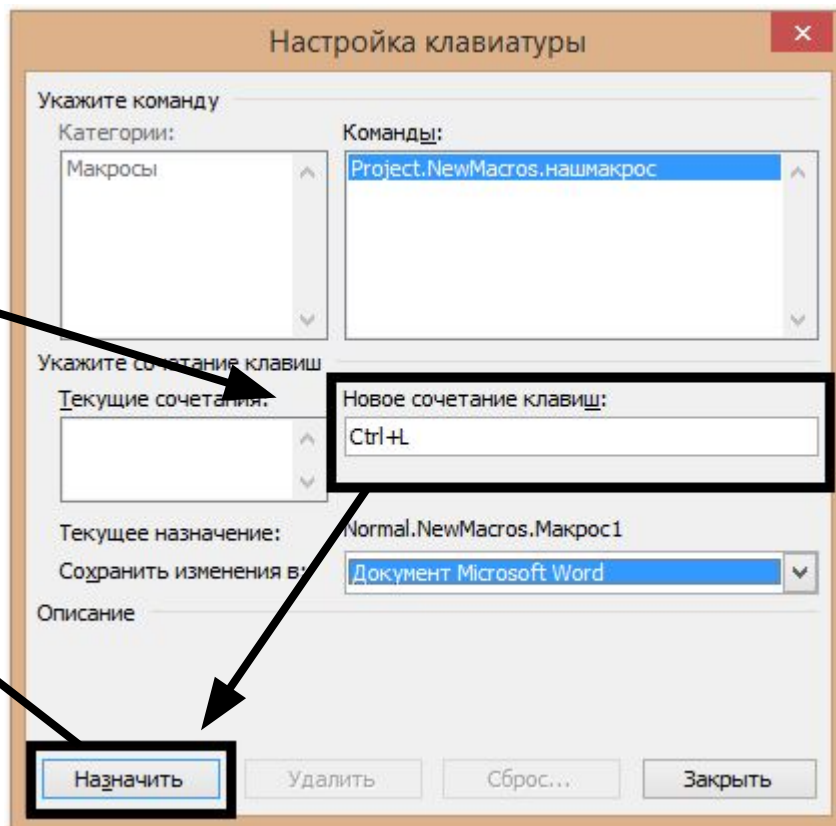 Настройка клавиатуры
Укажите команду
Категории:
Команды:
Макросы
Project.NewMacros.нашмакрос
Укажите сочетание клавиш
Текущие сочетания:
Новое сочетание клавиш:
Ctrl+L
Текущее назначение:
Normal.NewMacros.Макрос1
Сохранить изменения в:
Документ Microsoft Word
Описание
Назначить
Удалить
Сброс...
Закрыть